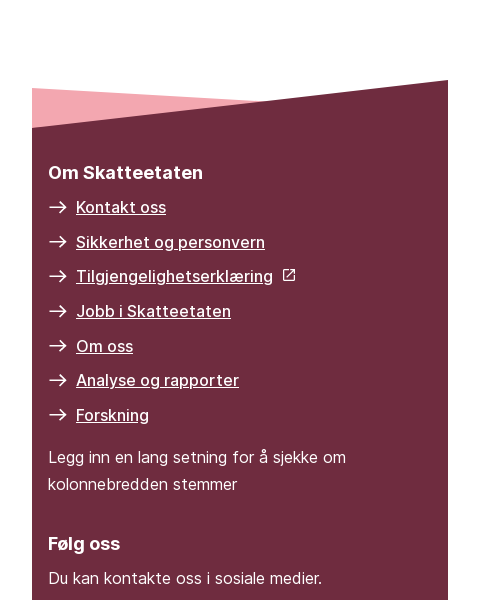 Om Skatteetaten
Kontakt oss
Sikkerhet og personvern
Tilgjengelighetserklæring
Jobb i Skatteetaten
Om oss
Analyse og rapporter
Forskning
Legg inn en lang setning for å sjekke om
kolonnebredden stemmer
Følg oss
Du kan kontakte oss i sosiale medier.